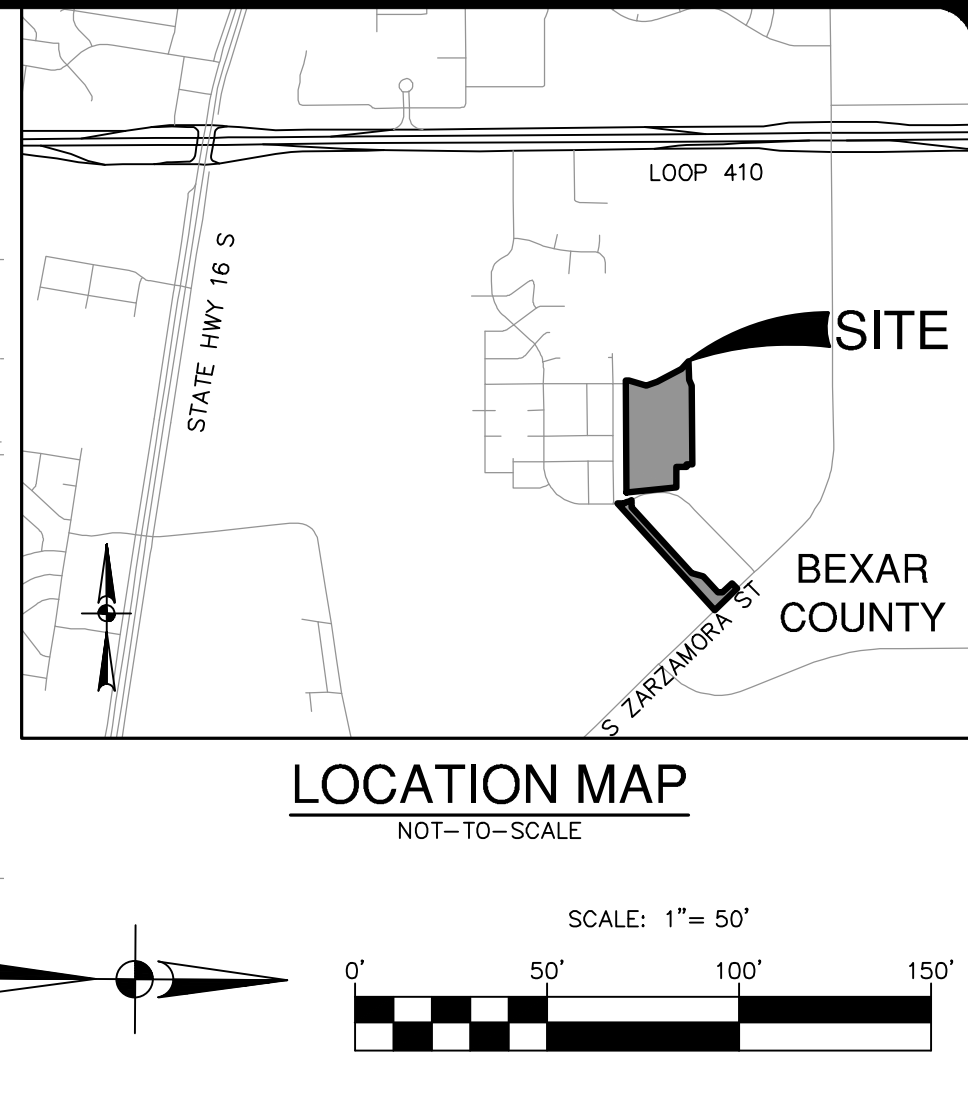 LOOP 410
STATE HWY 16 S
SITE
BEXAR
COUNTY
S ZARZAMORA ST
LOCATION MAP
NOT-TO-SCALE
SCALE: 1"= 50'
0' 50' 100' 150'